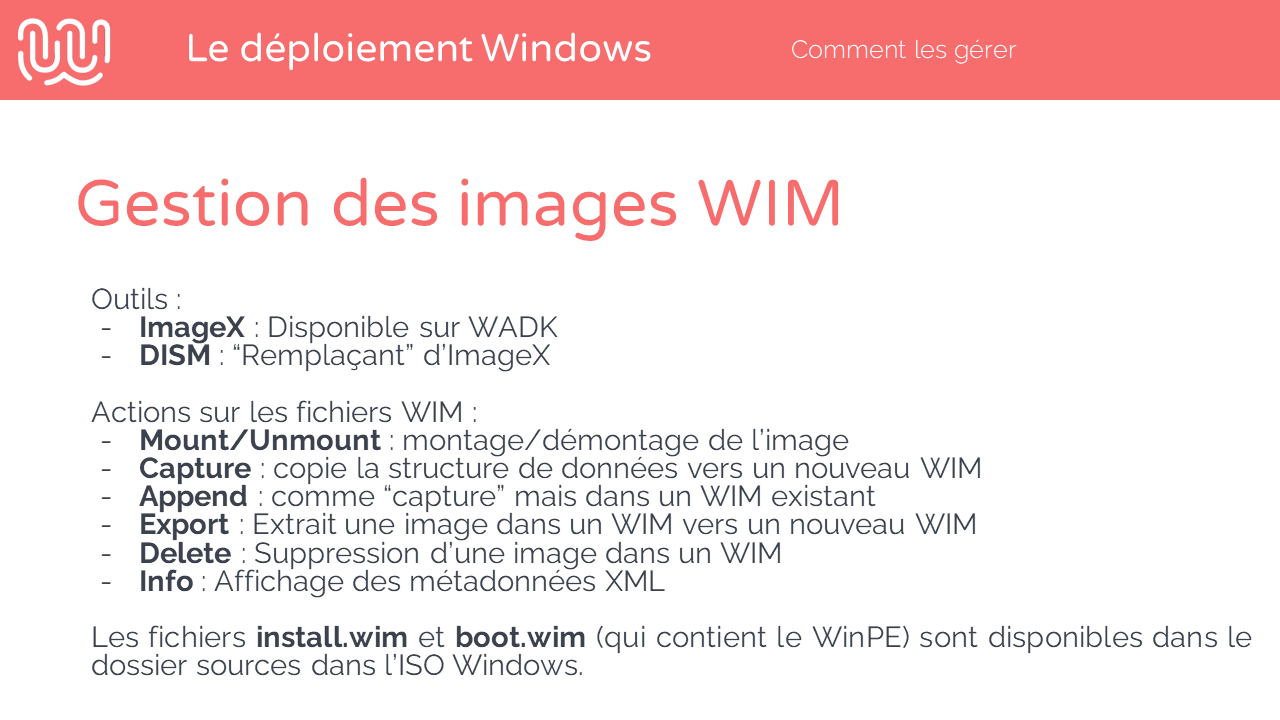 Le déploiement Windows
Comment les gérer
Gestion des images WIM
Outils :
- ImageX : Disponible sur WADK
- DISM : “Remplaçant” d’ImageX
Actions sur les fichiers WIM :
- Mount/Unmount : montage/démontage de l’image
- Capture : copie la structure de données vers un nouveau WIM
- Append : comme “capture” mais dans un WIM existant
- Export : Extrait une image dans un WIM vers un nouveau WIM
- Delete : Suppression d’une image dans un WIM
- Info : Affichage des métadonnées XML
Les fichiers install.wim et boot.wim (qui contient le WinPE) sont disponibles dans le
dossier sources dans l’ISO Windows.